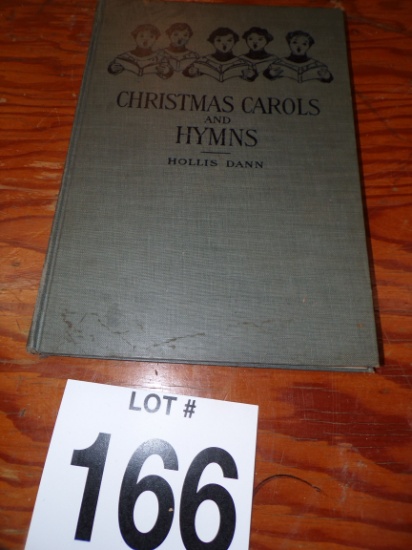 CHRISTMAS CAROLS
AND
HYMNS
HOLLIS DANN
LOT #
166